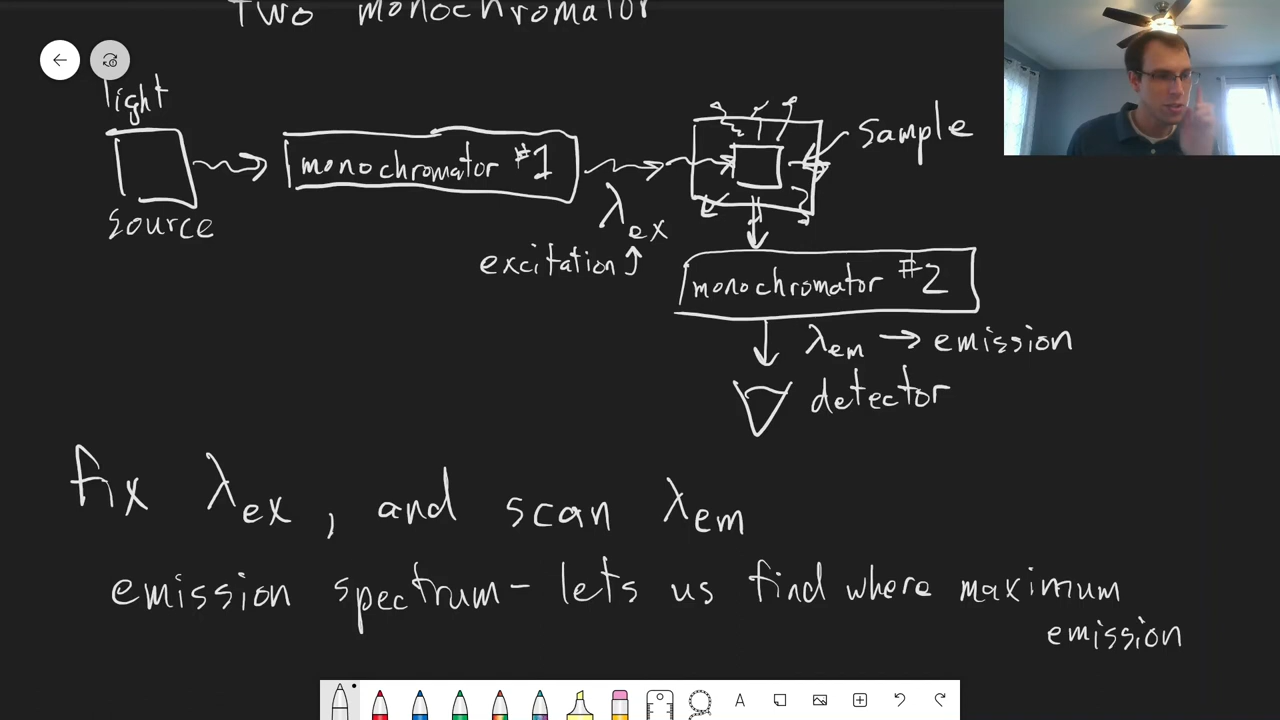 Two monochromator
light
source
monochromator #1
λex
excitation
sample
monochromator #2
λem → emission
detector
fix λex, and scan λem
emission spectrum - lets us find where maximum
emission
A